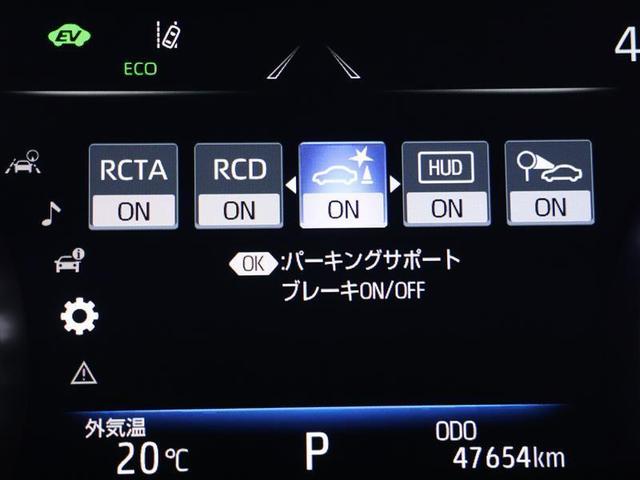 EV
ECO
4
RCTA
RCD
HUD
ON
ON
ON
ON
ON
OK:パーキングサポート
ブレーキON/OFF
外気温
20℃
P
ODO
47654km